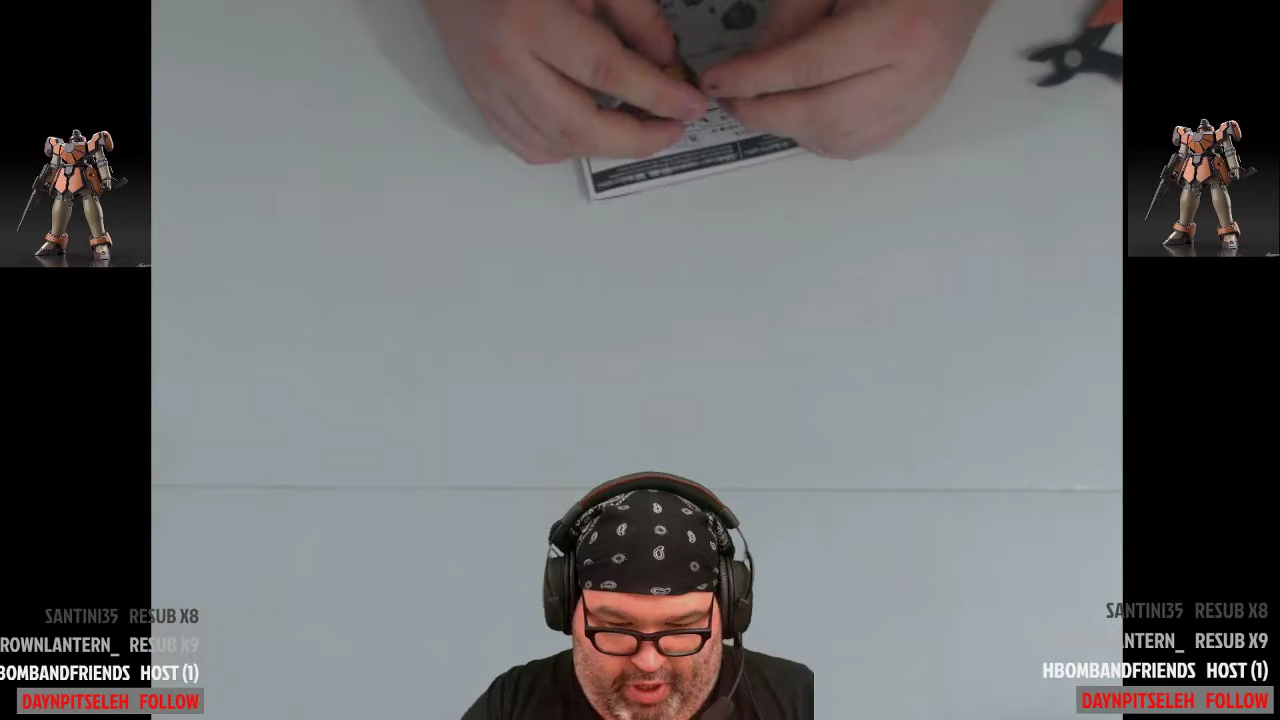 SANTINI35 RESUB X8
ROWNLANTERN_ RESUB X9
BOMBANDFRIENDS HOST (1)
DAYNPITSELEH FOLLOW
SANTINI35 RESUB X8
ANTERN_ RESUB X9
HBOMBANDFRIENDS HOST (1)
DAYNPITSELEH FOLLOW